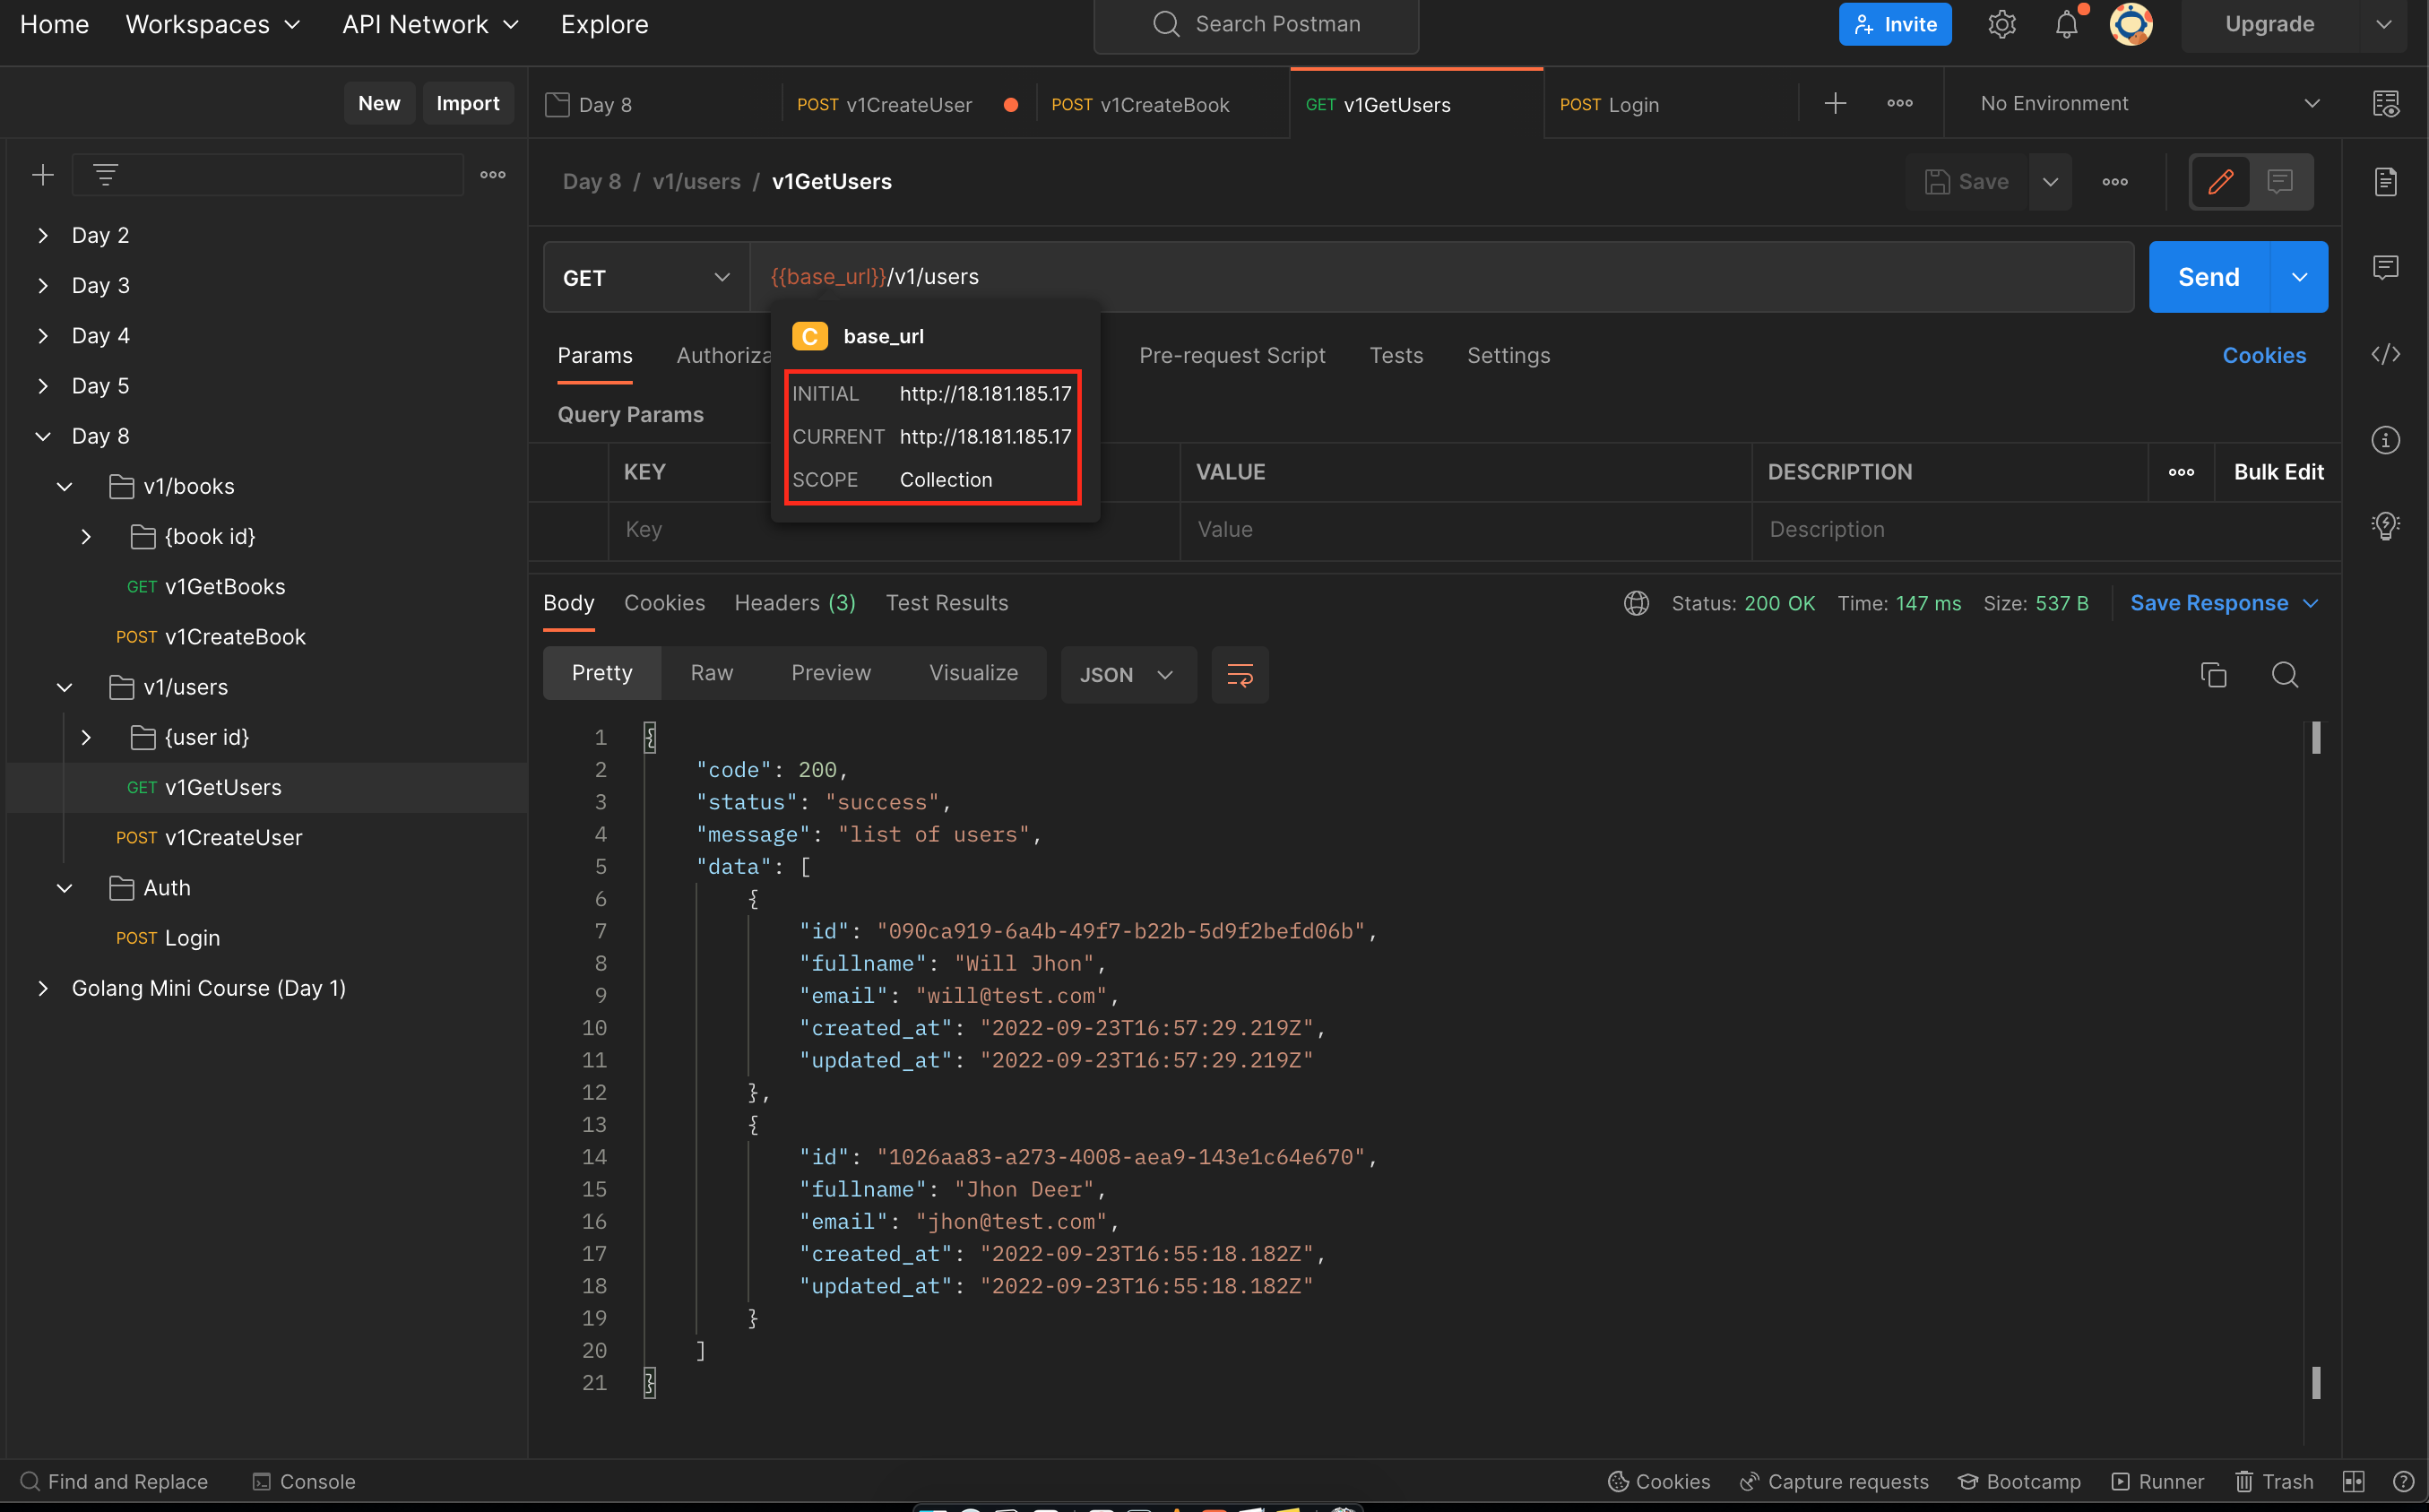 Home Workspaces API Network Explore Search Postman Invite Upgrade
New Import Day 8 POST v1CreateUser POST v1CreateBook GET v1GetUsers POST Login No Environment
Day 8 / v1/users / v1GetUsers Save
Day 2
Day 3
Day 4
Day 5
Day 8
v1/books
{book id}
GET v1GetBooks
POST v1CreateBook
v1/users
{user id}
GET v1GetUsers
POST v1CreateUser
Auth
POST Login
Golang Mini Course (Day 1)
GET {{base_url}}/v1/users Send
C base_url
INITIAL http://18.181.185.17
CURRENT http://18.181.185.17
SCOPE Collection
Params Authoriza Pre-request Script Tests Settings Cookies
Query Params
KEY VALUE DESCRIPTION Bulk Edit
Key Value Description
Body Cookies Headers (3) Test Results Status: 200 OK Time: 147 ms Size: 537 B Save Response
Pretty Raw Preview Visualize JSON
1 {
2 "code": 200,
3 "status": "success",
4 "message": "list of users",
5 "data": [
6 {
7 "id": "090ca919-6a4b-49f7-b22b-5d9f2befd06b",
8 "fullname": "Will Jhon",
9 "email": "will@test.com",
10 "created_at": "2022-09-23T16:57:29.219Z",
11 "updated_at": "2022-09-23T16:57:29.219Z"
12 },
13 {
14 "id": "1026aa83-a273-4008-aea9-143e1c64e670",
15 "fullname": "Jhon Deer",
16 "email": "jhon@test.com",
17 "created_at": "2022-09-23T16:55:18.182Z",
18 "updated_at": "2022-09-23T16:55:18.182Z"
19 }
20 ]
21 }
Find and Replace Console Cookies Capture requests Bootcamp Runner Trash